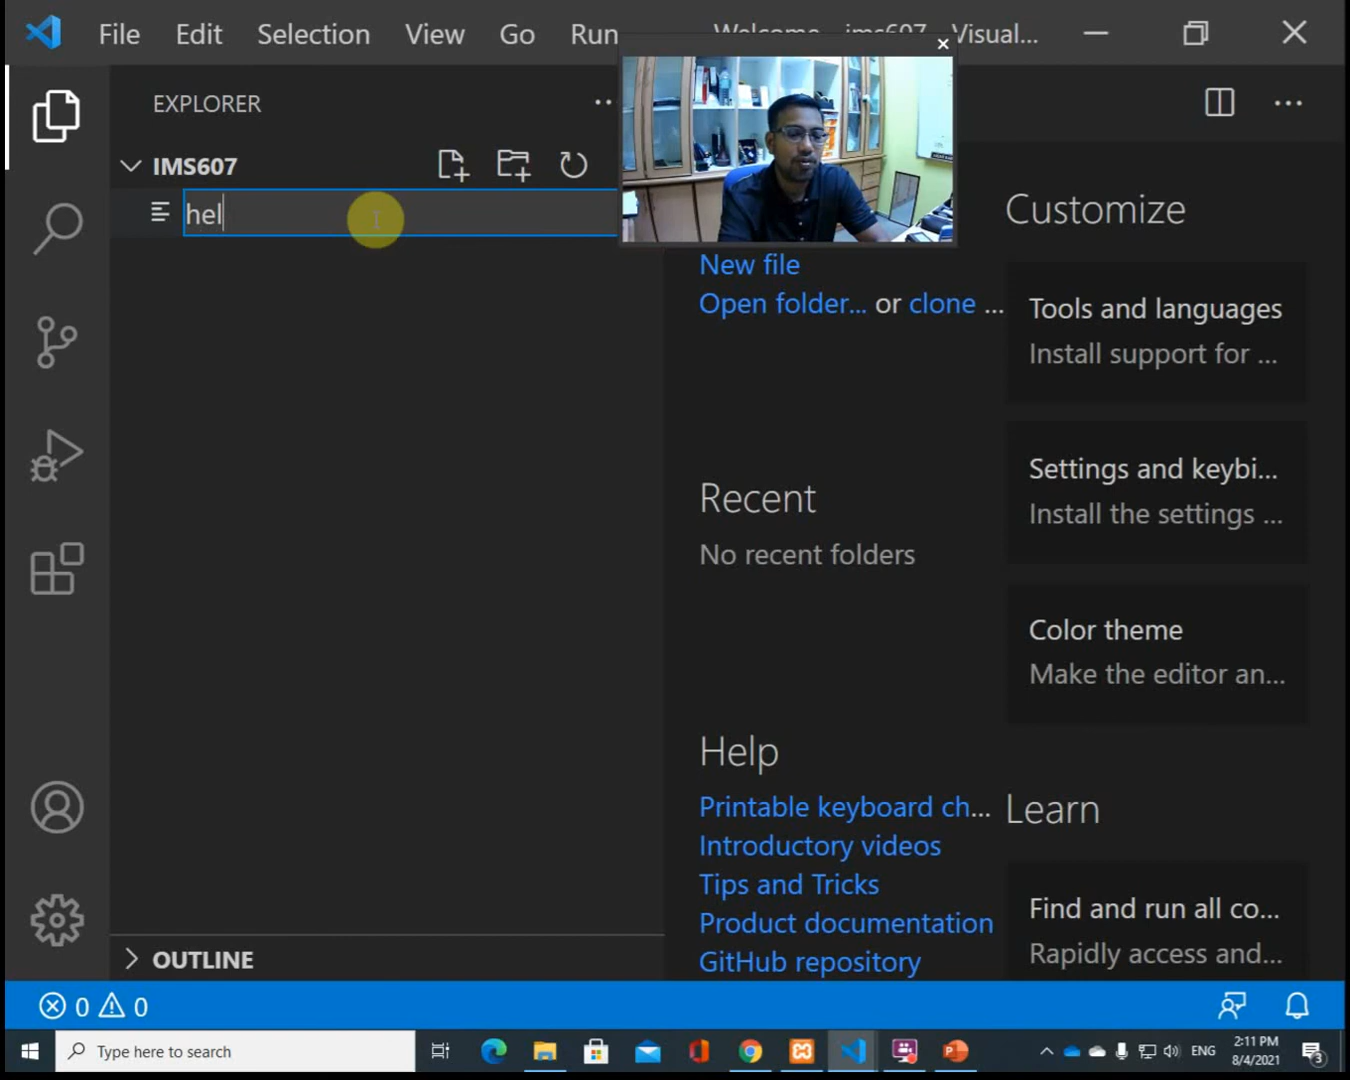 File Edit Selection View Go Run Welcome - ims607 - Visual...
EXPLORER
IMS607
hel
New file
Open folder... or clone ...
Recent
No recent folders
Help
Printable keyboard ch...
Introductory videos
Tips and Tricks
Product documentation
GitHub repository
Customize
Tools and languages
Install support for ...
Settings and keybi...
Install the settings ...
Color theme
Make the editor an...
Learn
Find and run all co...
Rapidly access and...
OUTLINE
0 0
Type here to search
ENG
2:11 PM
8/4/2021
3